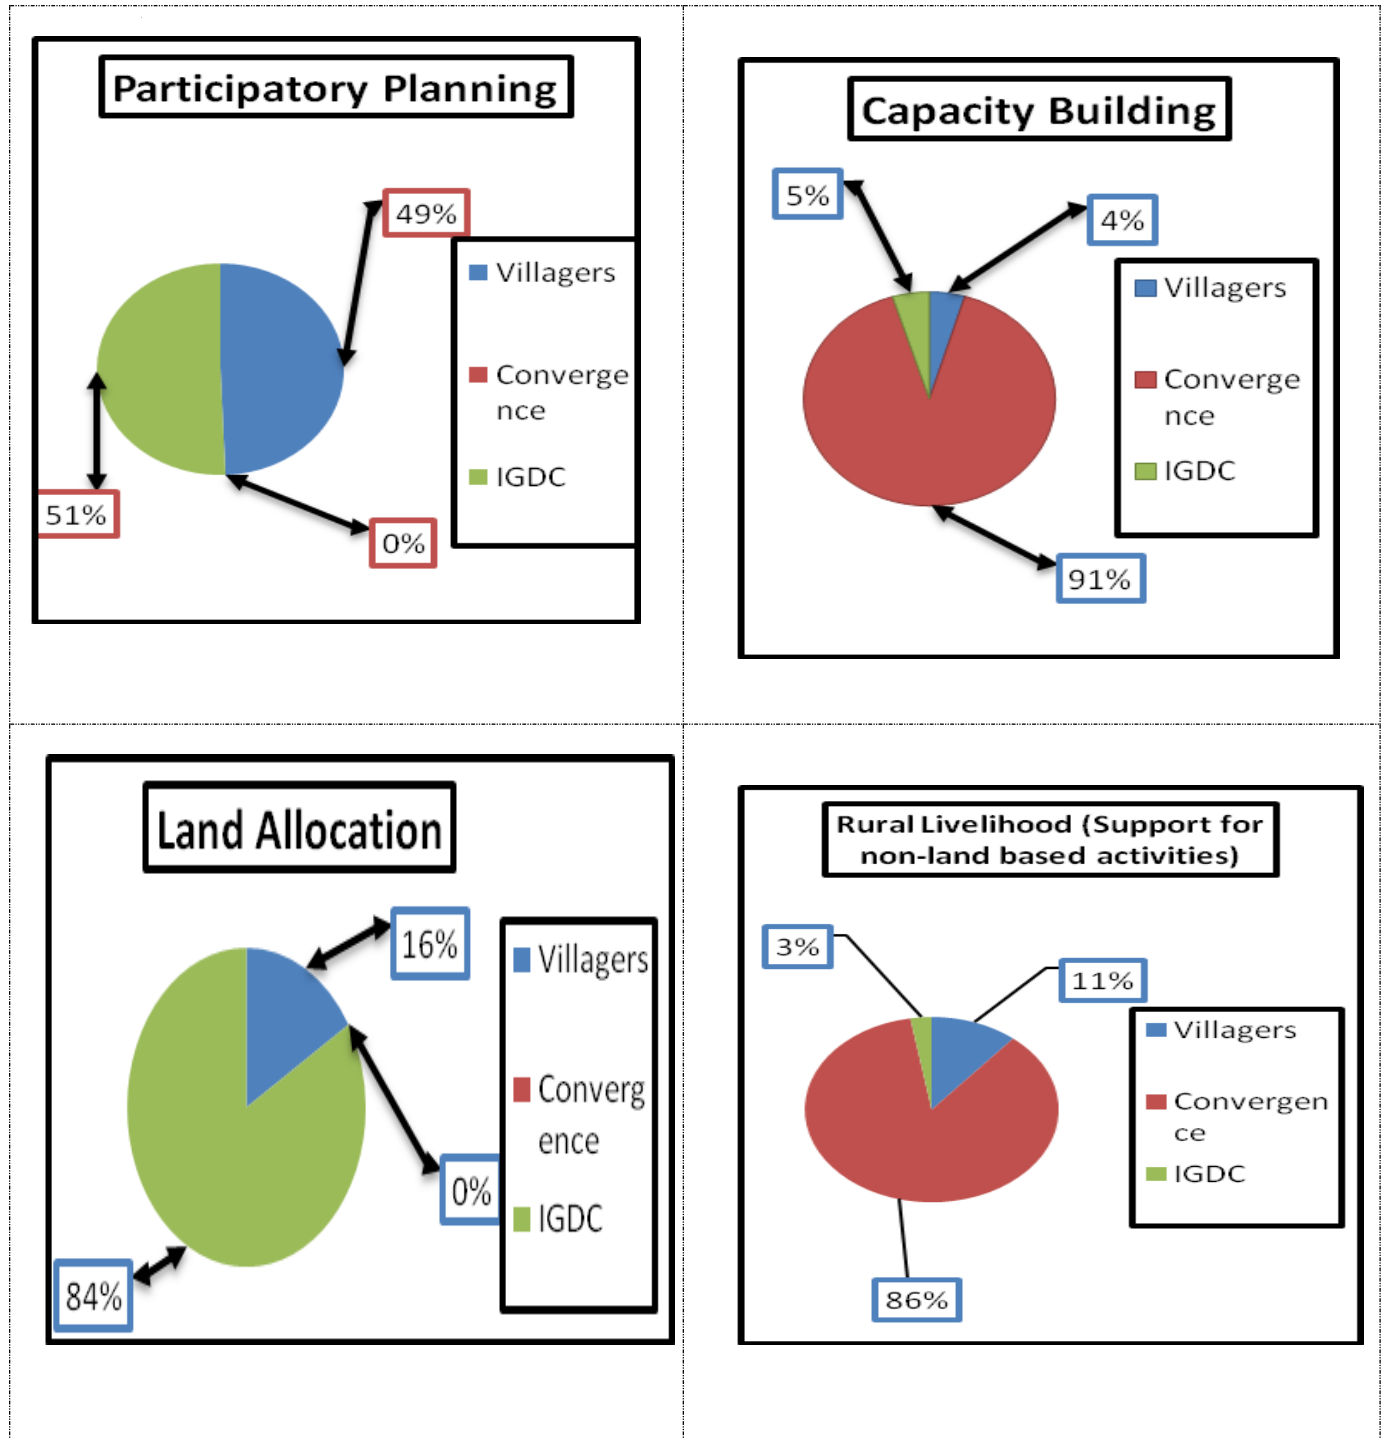 Participatory Planning
49%
Villagers
Converge
nce
IGDC
51%
0%
Capacity Building
5%
4%
Villagers
Converge
nce
IGDC
91%
Land Allocation
16%
Villagers
Converg
ence
0%
IGDC
84%
Rural Livelihood (Support for
non-land based activities)
3%
11%
Villagers
Convergen
ce
IGDC
86%